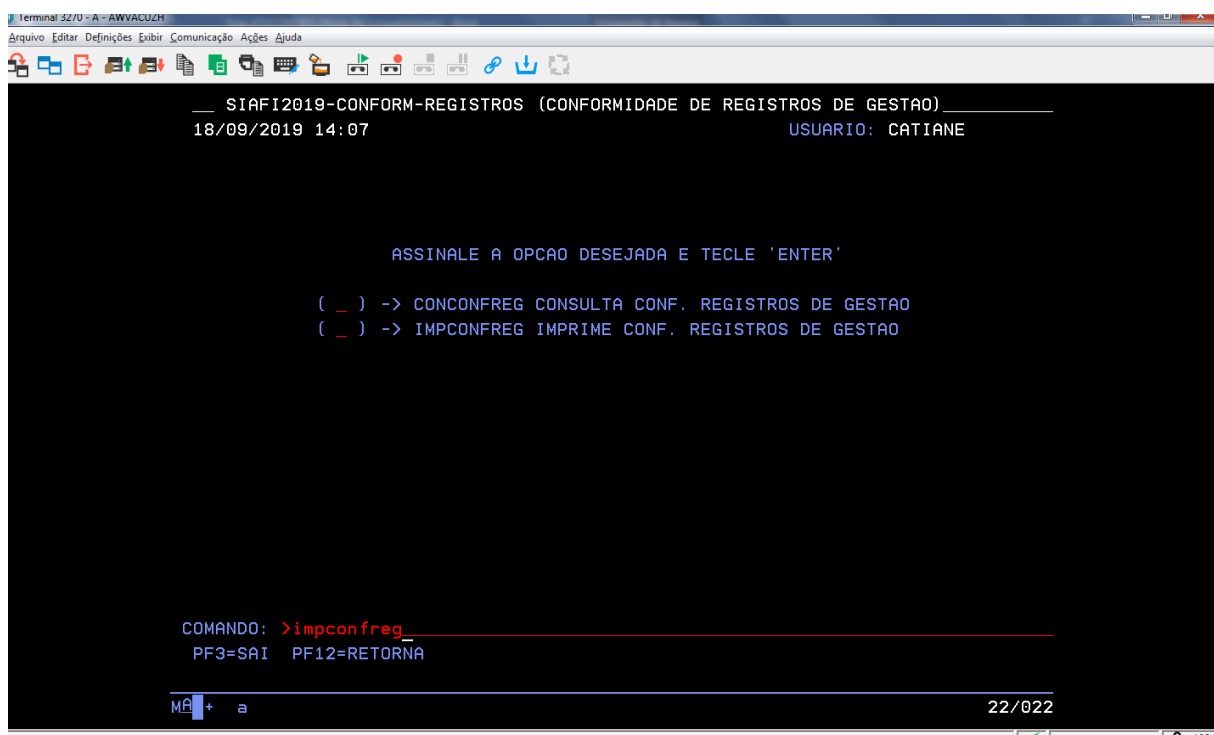 Terminal 3270 - A - AWVACUZH
Arquivo Editar Definições Exibir Comunicação Ações Ajuda
__ SIAFI2019-CONFORM-REGISTROS (CONFORMIDADE DE REGISTROS DE GESTAO)__________
18/09/2019 14:07 USUARIO: CATIANE
ASSINALE A OPCAO DESEJADA E TECLE 'ENTER'
( _ ) -> CONCONFREG CONSULTA CONF. REGISTROS DE GESTAO
( _ ) -> IMPCONFREG IMPRIME CONF. REGISTROS DE GESTAO
COMANDO: >impconfreg_
PF3=SAI PF12=RETORNA
MA + a 22/022